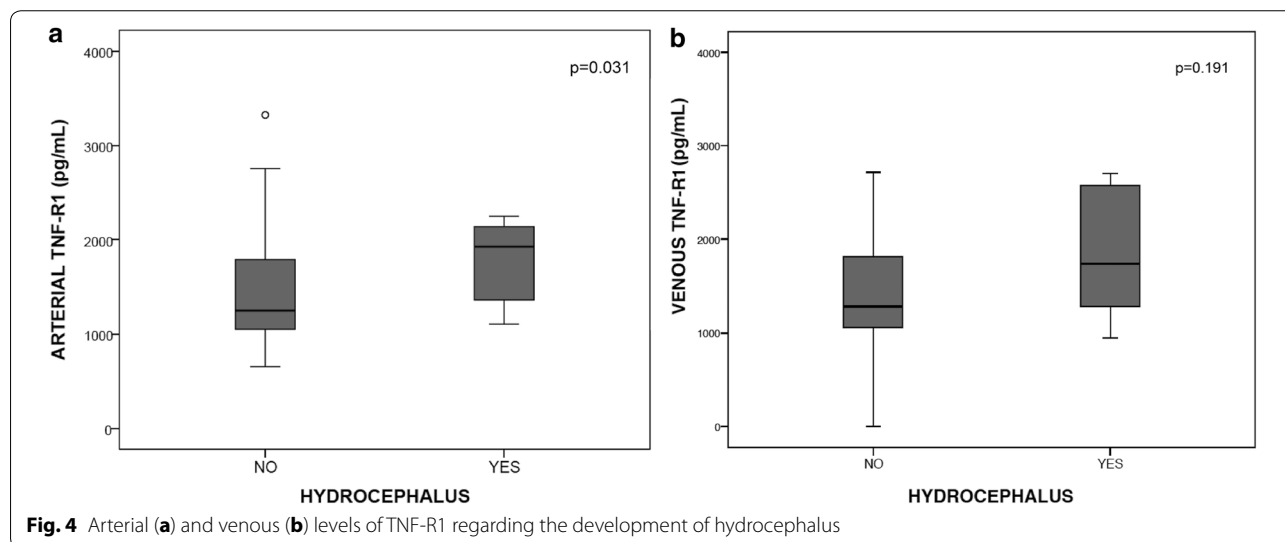 a
4000
3000
2000
1000
0
ARTERIAL TNF-R1 (pg/mL)
p=0.031
NO
YES
HYDROCEPHALUS
b
4000
3000
2000
1000
0
VENOUS TNF-R1 (pg/mL)
p=0.191
NO
YES
HYDROCEPHALUS
Fig. 4 Arterial (a) and venous (b) levels of TNF-R1 regarding the development of hydrocephalus